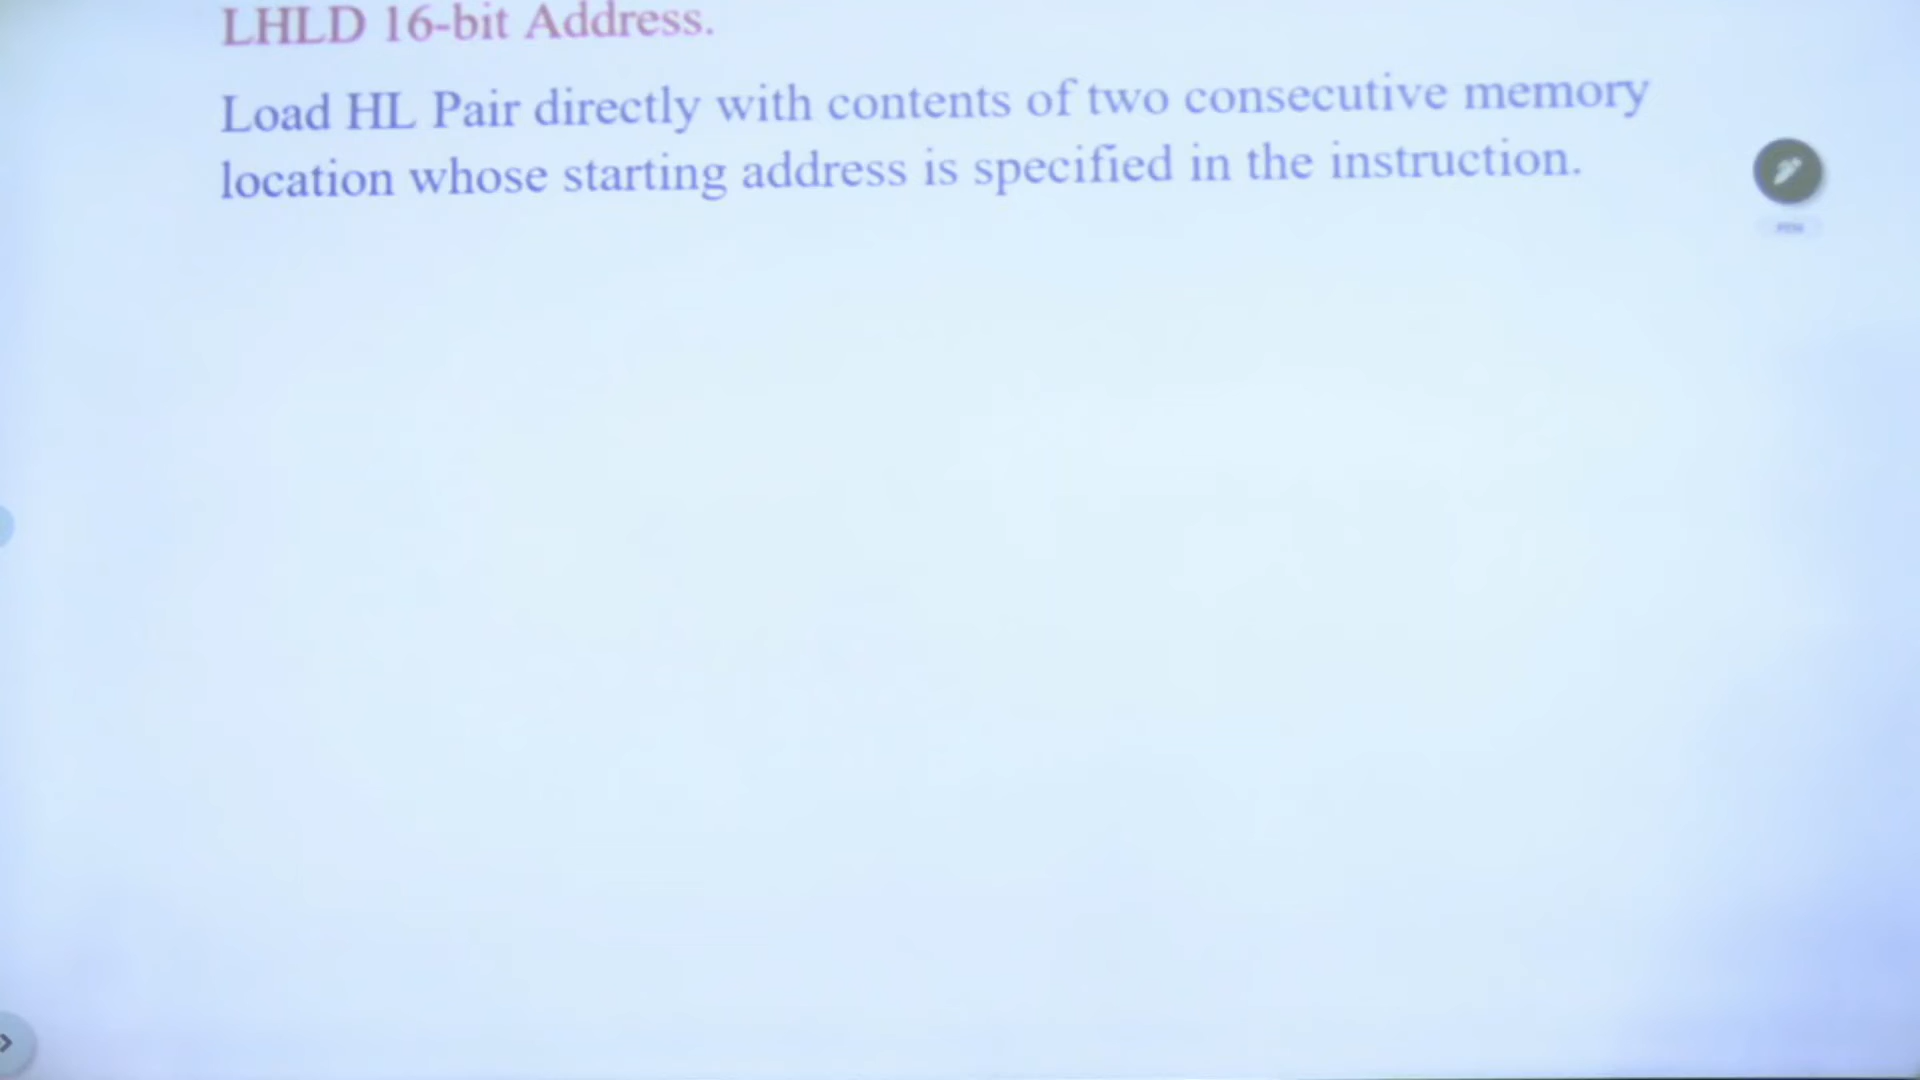 LHLD 16-bit Address.
Load HL Pair directly with contents of two consecutive memory
location whose starting address is specified in the instruction.